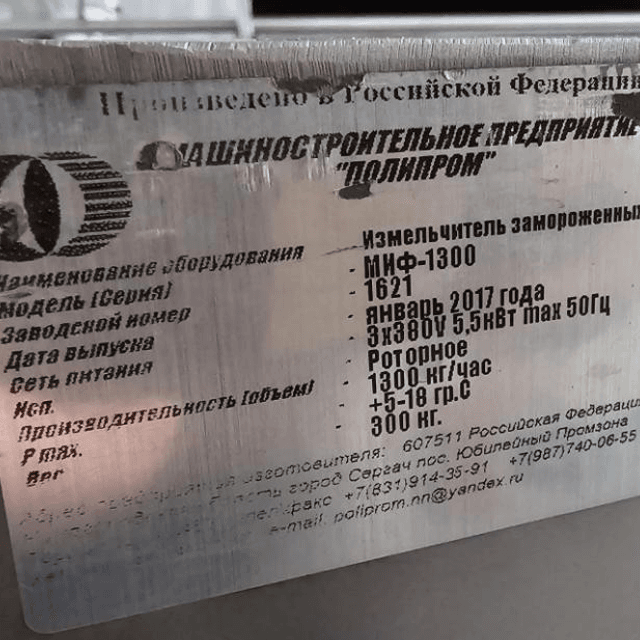 Произведено в Российской Федерации
МАШИНОСТРОИТЕЛЬНОЕ ПРЕДПРИЯТИЕ
"ПОЛИПРОМ"
Наименование оборудования - Измельчитель замороженных
Модель (Серия) - МИФ-1300
Заводской номер - 1621
Дата выпуска - январь 2017 года
Сеть питания - 3х380V 5,5кВт max 50Гц
Исп. - Роторное
Производительность (объем) - 1300 кг/час
P max. - +5-18 гр.С
Вес - 300 кг.
Адрес предприятия изготовителя: 607511 Российская Федерация
город Сергач пос. Юбилейный Промзона
+7(831)914-35-91 +7(987)740-06-55
e-mail: poliprom.nn@yandex.ru